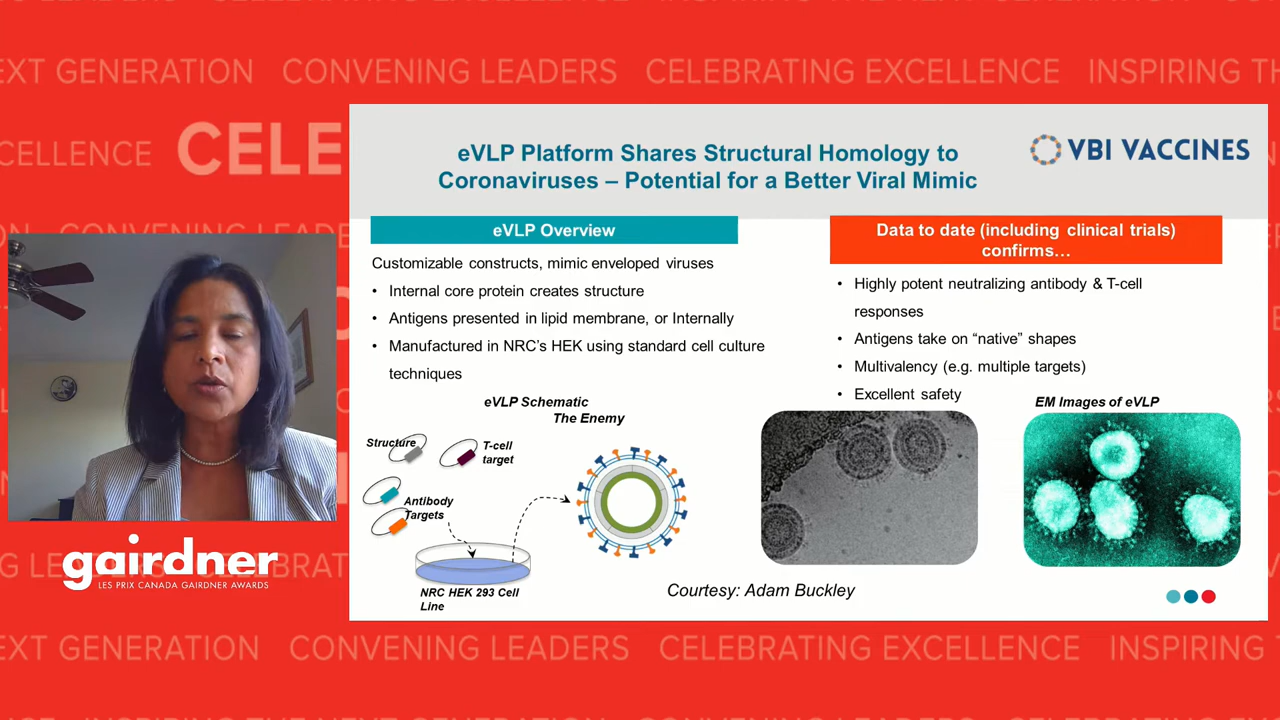 EXT GENERATION CONVENING LEADERS CELEBRATING EXCELLENCE INSPIRING TH
CELLENCE CELE
CONVENING LEADE
eVLP Platform Shares Structural Homology to
Coronaviruses – Potential for a Better Viral Mimic
VBI VACCINES
eVLP Overview
Customizable constructs, mimic enveloped viruses
• Internal core protein creates structure
• Antigens presented in lipid membrane, or Internally
• Manufactured in NRC's HEK using standard cell culture
techniques
Data to date (including clinical trials)
confirms…
• Highly potent neutralizing antibody & T-cell
responses
• Antigens take on “native” shapes
• Multivalency (e.g. multiple targets)
• Excellent safety
eVLP Schematic
The Enemy
Structure
T-cell
target
Antibody
Targets
NRC HEK 293 Cell
Line
EM Images of eVLP
Courtesy: Adam Buckley
gairdner
LES PRIX CANADA GAIRDNER AWARDS
EXT GENERATION CONVENING LEADERS CELEBRATING EXCELLENCE INSPIRING